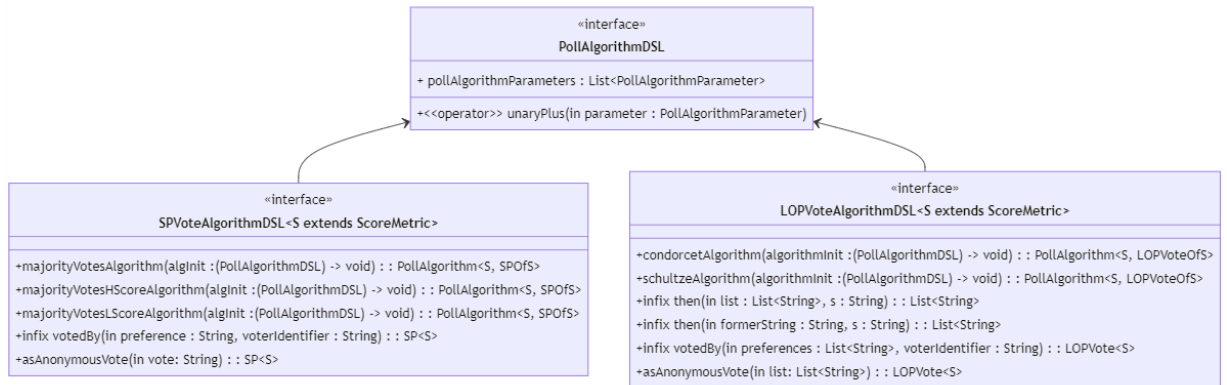 «interface»
PollAlgorithmDSL
+ pollAlgorithmParameters : List<PollAlgorithmParameter>
+<<operator>> unaryPlus(in parameter : PollAlgorithmParameter)
«interface»
SPVoteAlgorithmDSL<S extends ScoreMetric>
+majorityVotesAlgorithm(algInit :(PollAlgorithmDSL) -> void) : : PollAlgorithm<S, SPOfS>
+majorityVotesHScoreAlgorithm(algInit :(PollAlgorithmDSL) -> void) : : PollAlgorithm<S, SPOfS>
+majorityVotesLScoreAlgorithm(algInit :(PollAlgorithmDSL) -> void) : : PollAlgorithm<S, SPOfS>
+infix votedBy(in preference : String, voterIdentifier : String) : : SP<S>
+asAnonymousVote(in vote: String) : : SP<S>
«interface»
LOPVoteAlgorithmDSL<S extends ScoreMetric>
+condorcetAlgorithm(algorithmInit :(PollAlgorithmDSL) -> void) : : PollAlgorithm<S, LOPVoteOfS>
+schultzeAlgorithm(algorithmInit :(PollAlgorithmDSL) -> void) : : PollAlgorithm<S, LOPVoteOfS>
+infix then(in list : List<String>, s : String) : : List<String>
+infix then(in formerString : String, s : String) : : List<String>
+infix votedBy(in preferences : List<String>, voterIdentifier : String) : : LOPVote<S>
+asAnonymousVote(in list: List<String>) : : LOPVote<S>